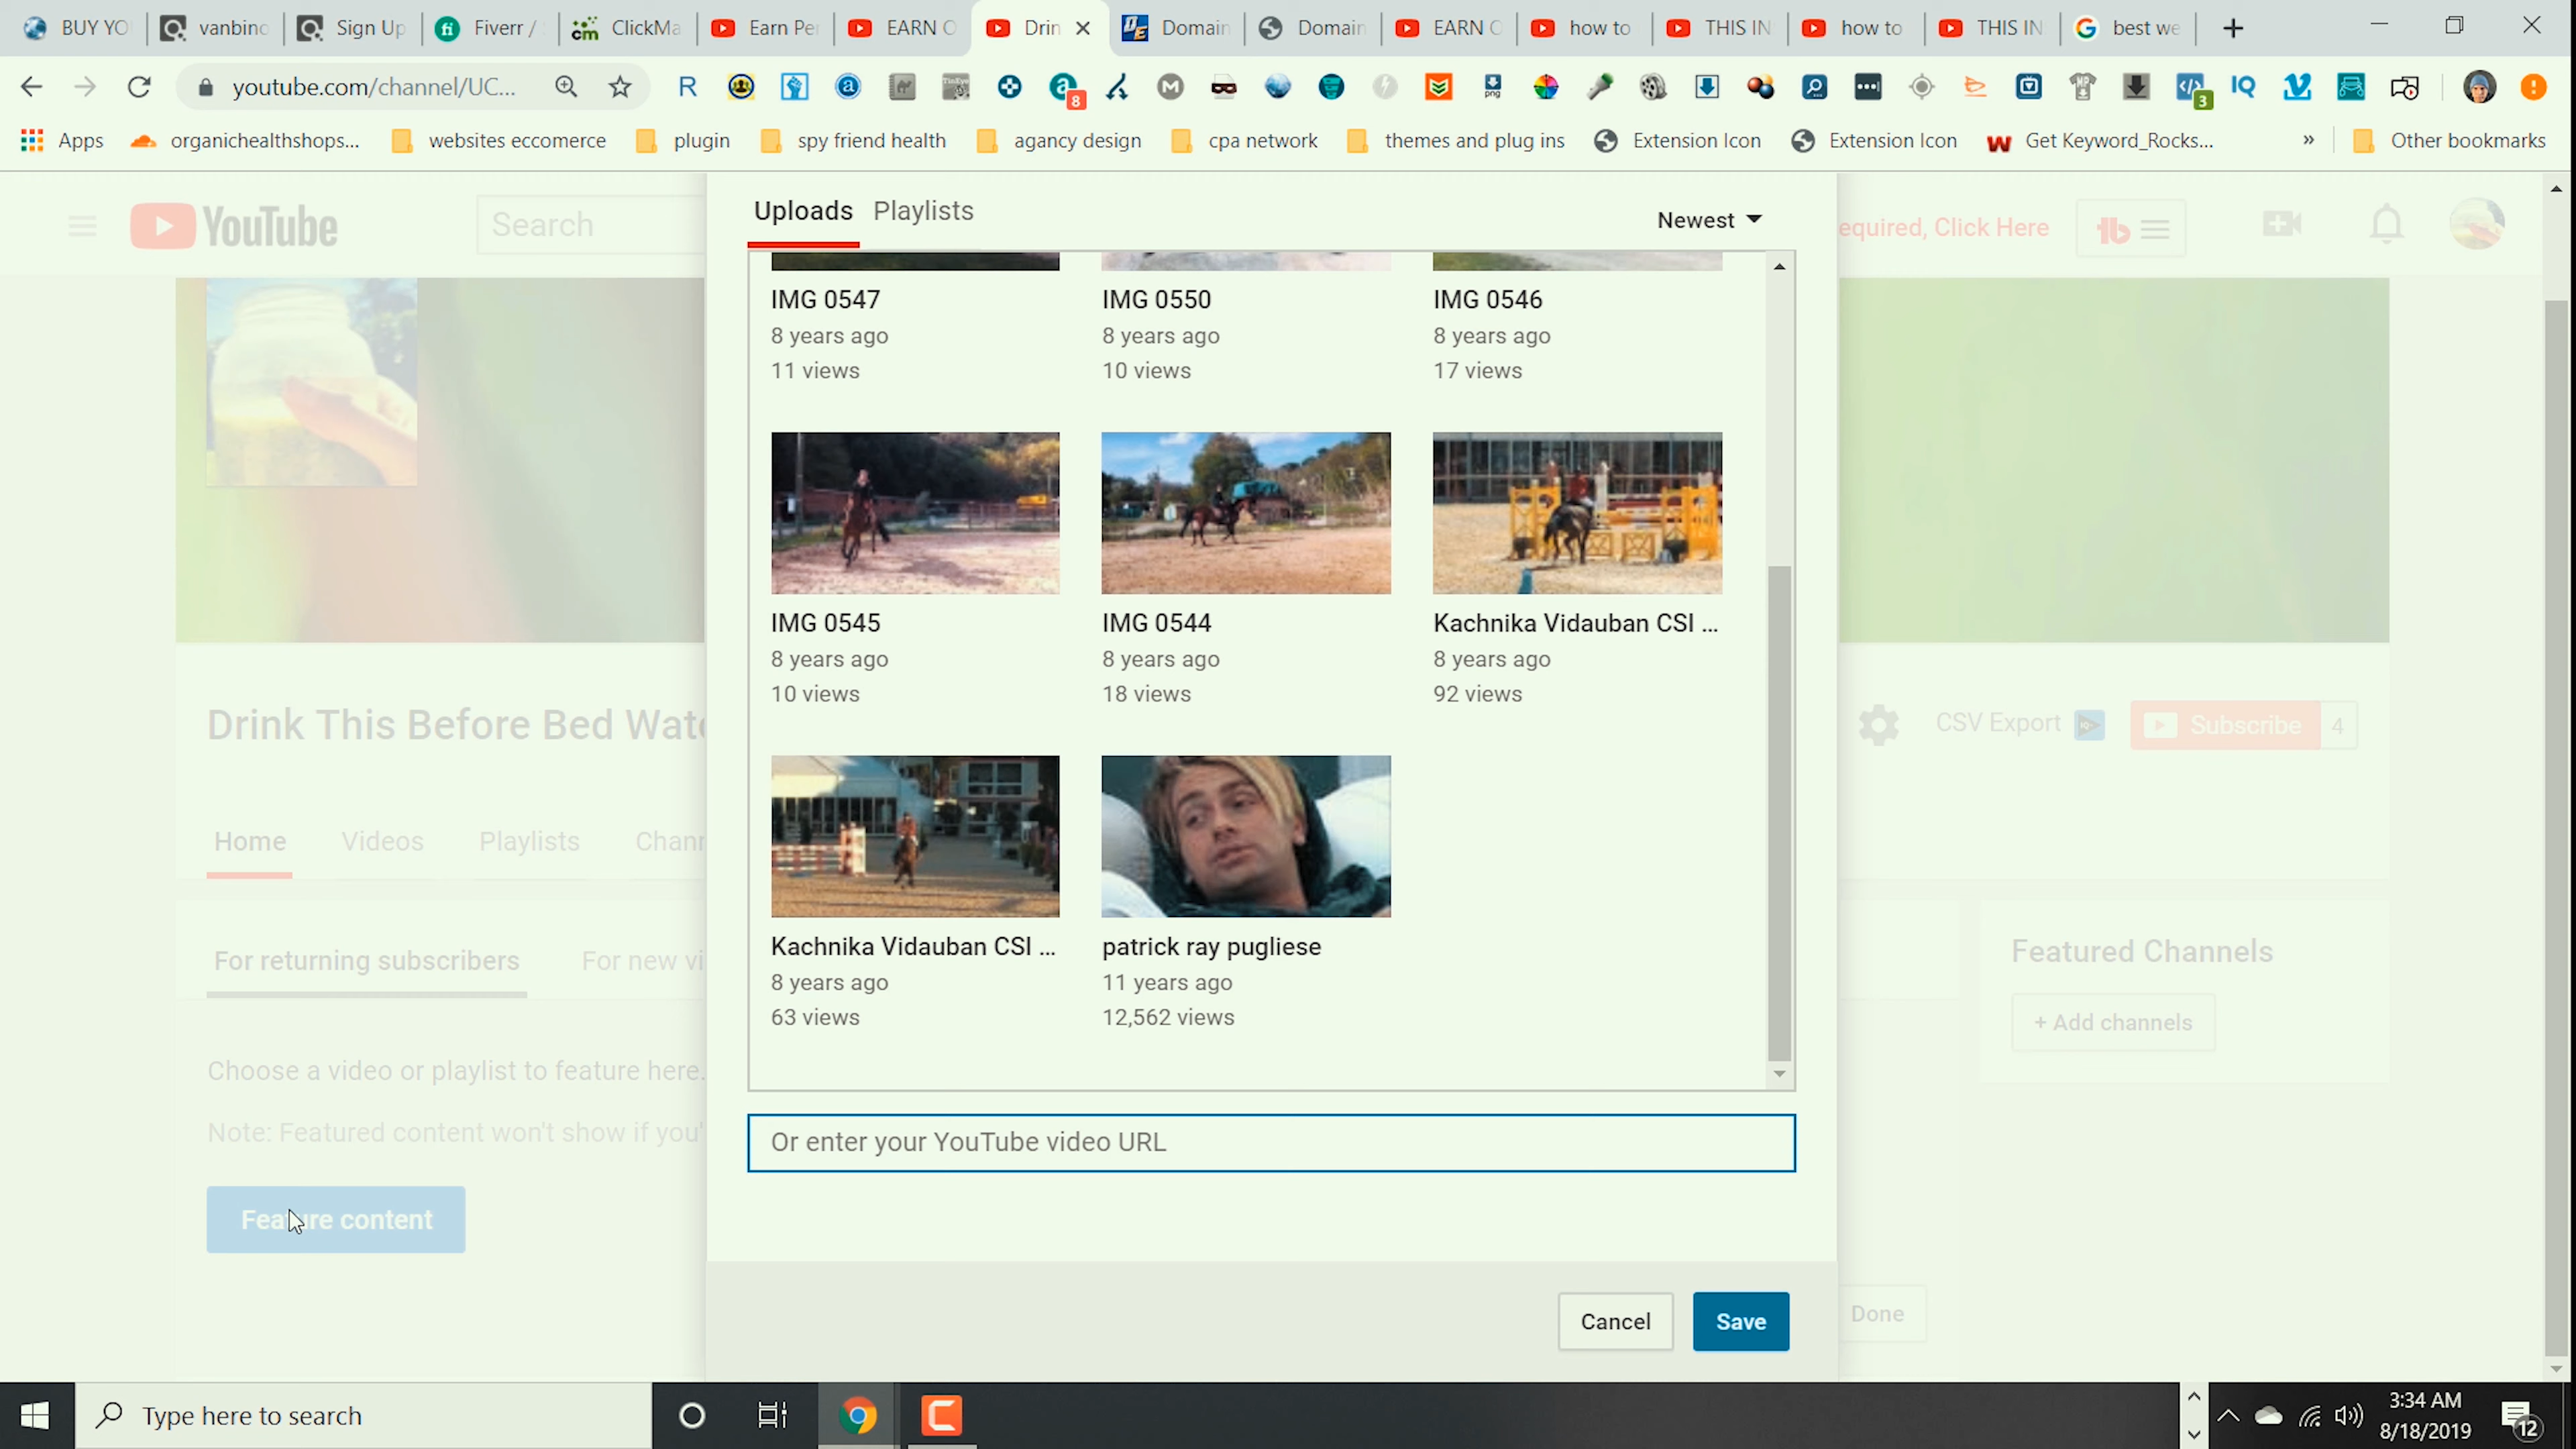 BUY YO
vanbino
Sign Up
Fiverr /
ClickMa
Earn Per
EARN O
Drin
Domain
Domain
EARN O
how to
THIS IN
how to
THIS IN
best we
youtube.com/channel/UC...
8
3
IQ
Apps
organichealthshops...
websites eccomerce
plugin
spy friend health
agancy design
cpa network
themes and plug ins
Extension Icon
Extension Icon
Get Keyword_Rocks...
Other bookmarks
YouTube
Search
equired, Click Here
Uploads
Playlists
Newest
IMG 0547
8 years ago
11 views
IMG 0550
8 years ago
10 views
IMG 0546
8 years ago
17 views
IMG 0545
8 years ago
10 views
IMG 0544
8 years ago
18 views
Kachnika Vidauban CSI ...
8 years ago
92 views
Kachnika Vidauban CSI ...
8 years ago
63 views
patrick ray pugliese
11 years ago
12,562 views
Drink This Before Bed Wat
CSV Export
Subscribe 4
Home
Videos
Playlists
Chann
For returning subscribers
For new vi
Featured Channels
+ Add channels
Choose a video or playlist to feature here.
Note: Featured content won't show if you'
Or enter your YouTube video URL
Feature content
Cancel
Save
Done
Type here to search
3:34 AM
8/18/2019
12